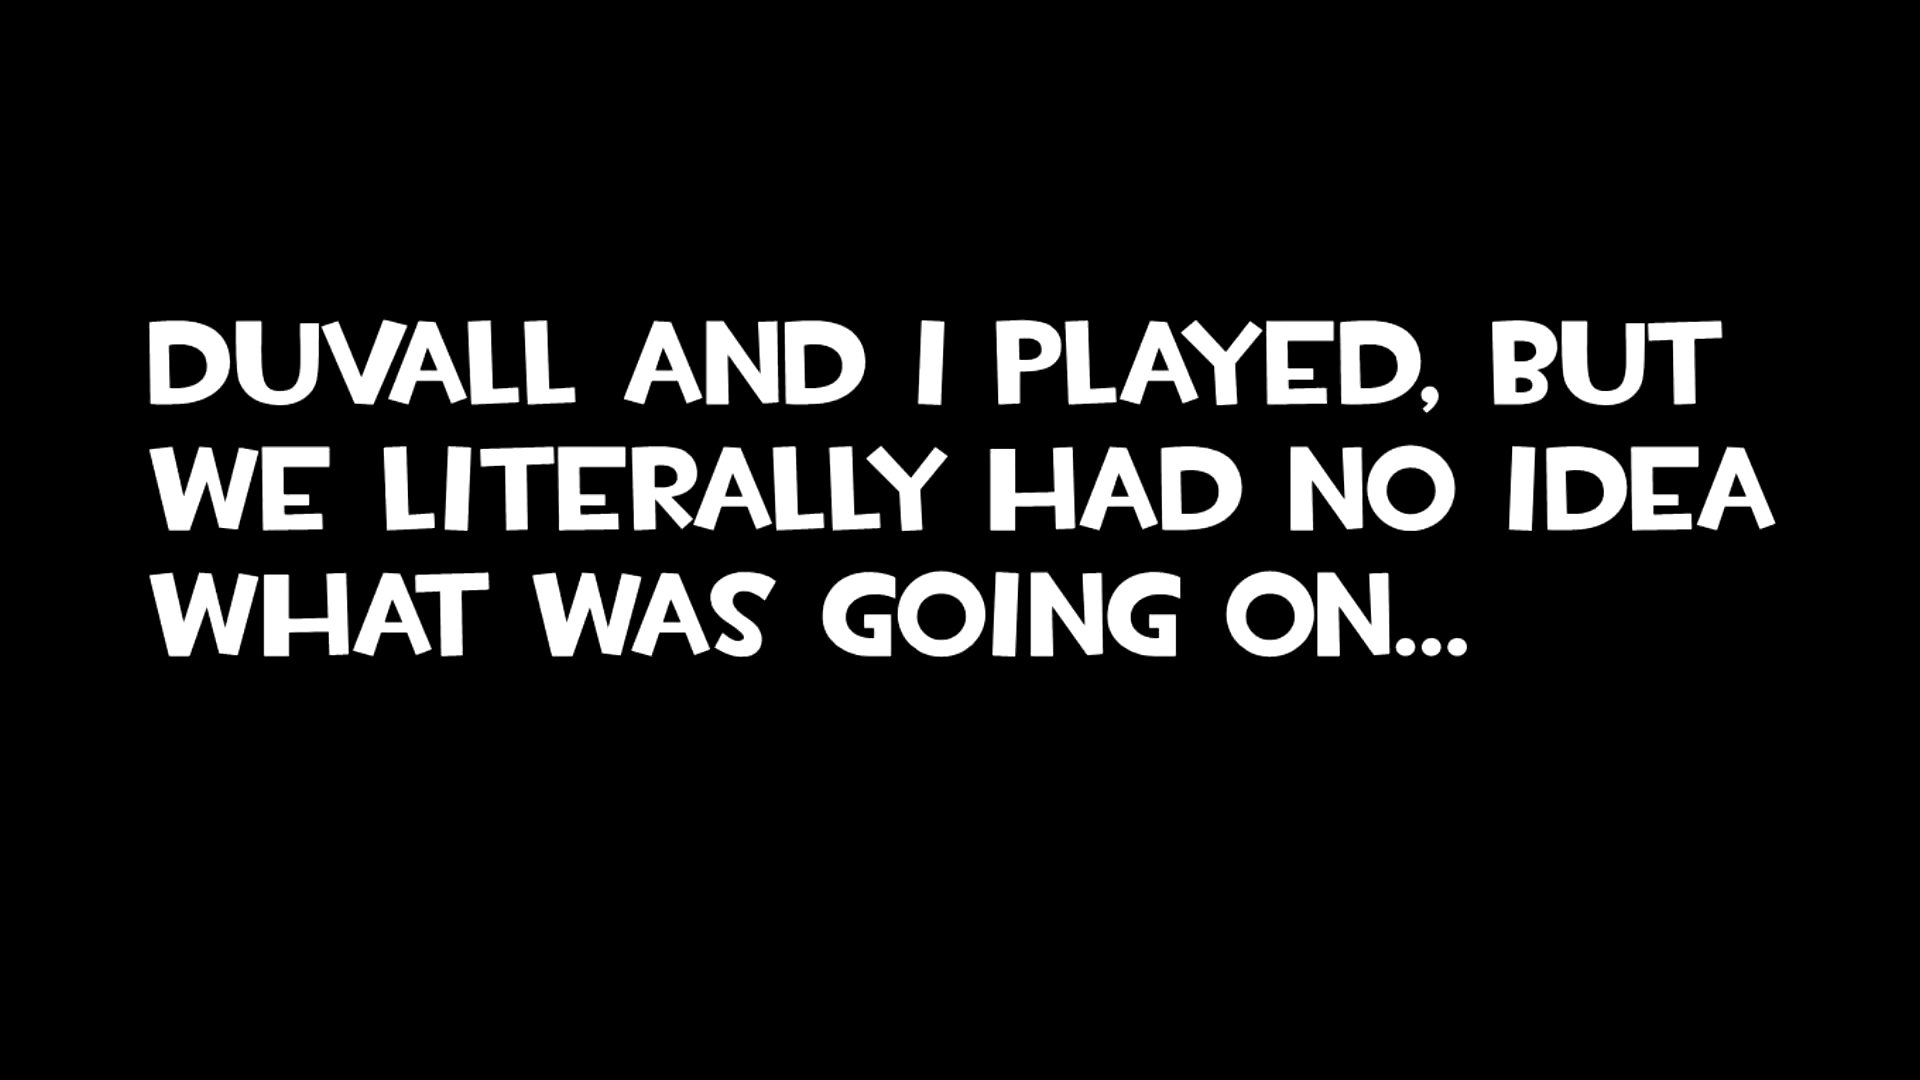 DUVALL AND I PLAYED, BUT
WE LITERALLY HAD NO IDEA
WHAT WAS GOING ON...